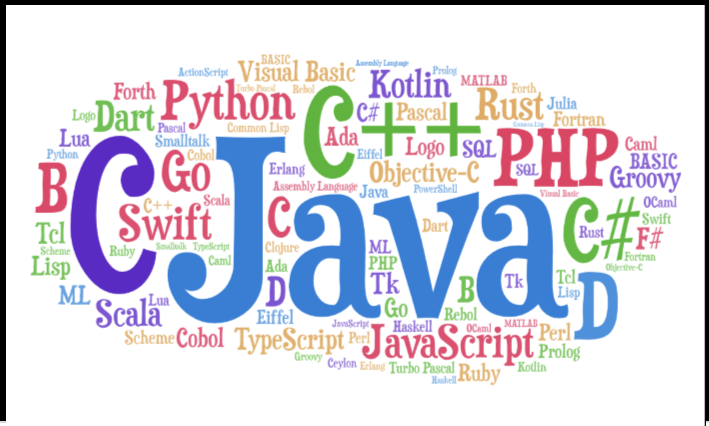 BASIC
Assembly Language
ActionScript
Visual Basic
Prolog
Kotlin
MATLAB
Forth
Python
Turbo Pascal
Rebol
C++
C#
Pascal
Rust
Forth
Julia
Logo
Dart
Fortran
Lua
Pascal
Common Lisp
Smalltalk
Ada
Logo
SQL
PHP
Caml
Python
Cobol
Eiffel
BASIC
C
Java
Go
Erlang
Objective-C
SQL
Groovy
B
Assembly Language
Java
PowerShell
Visual Basic
Scala
C++
Swift
C
C#
OCaml
Swift
Tcl
Dart
Rust
F#
Scheme
Ruby
Smalltalk
TypeScript
Clojure
ML
Fortran
Lisp
Caml
Ada
PHP
Objective-C
ML
D
Tk
B
Tk
Tcl
Lisp
D
Scala
Lua
Eiffel
Go
Rebol
JavaScript
Haskell
OCaml
MATLAB
Scheme
Cobol
TypeScript
Perl
JavaScript
Perl
Prolog
Groovy
Ceylon
Erlang
Turbo Pascal
Ruby
Kotlin
Haskell